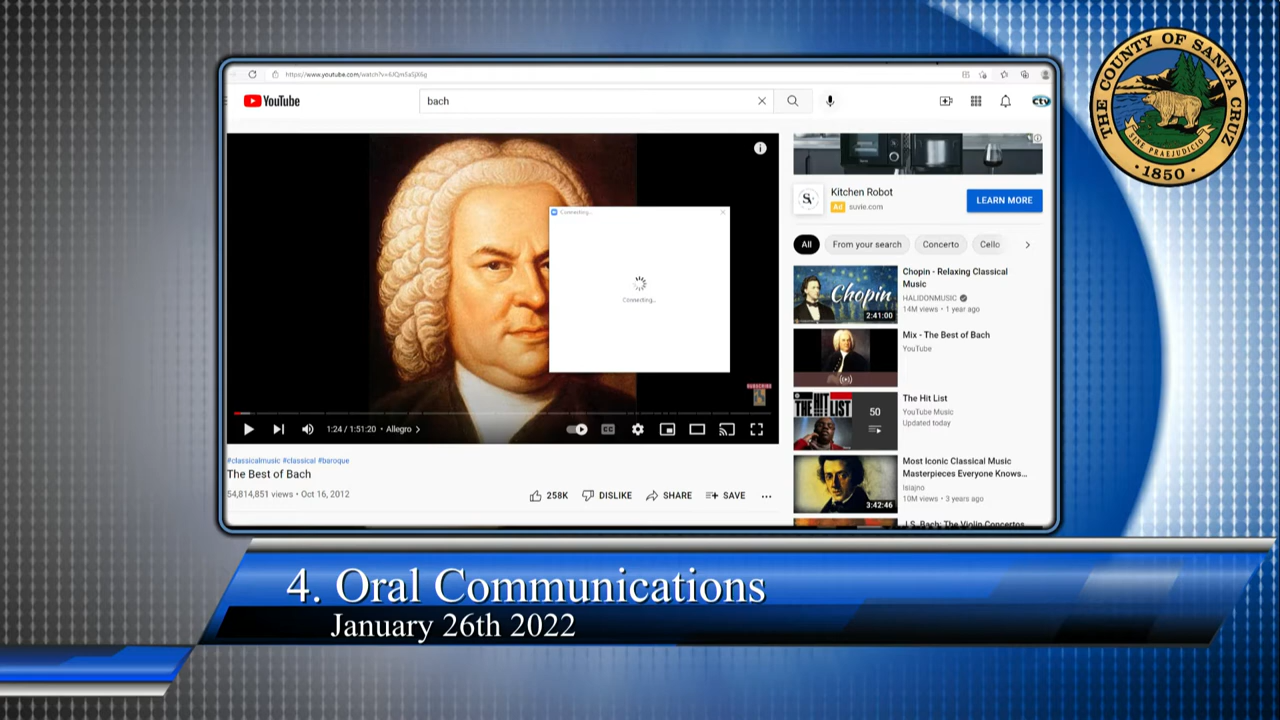 https://www.youtube.com/watch?v=6JQm5aSjX6g
YouTube
bach
ctv
THE COUNTY OF SANTA CRUZ
SINE PRAEJUDICIO
• 1850 •
Kitchen Robot
Ad suvie.com
LEARN MORE
All
From your search
Concerto
Cello
Connecting...
Connecting...
SUBSCRIBE
1:24 / 1:51:20 • Allegro
CC
#classicalmusic #classical #baroque
The Best of Bach
54,814,851 views • Oct 16, 2012
258K
DISLIKE
SHARE
SAVE
Chopin
2:41:00
Chopin - Relaxing Classical
Music
HALIDONMUSIC
14M views • 1 year ago
Mix - The Best of Bach
YouTube
THE HIT LIST
50
The Hit List
YouTube Music
Updated today
3:42:46
Most Iconic Classical Music
Masterpieces Everyone Knows...
10M views • 3 years ago
J.S. Bach: The Violin Concertos
4. Oral Communications
January 26th 2022